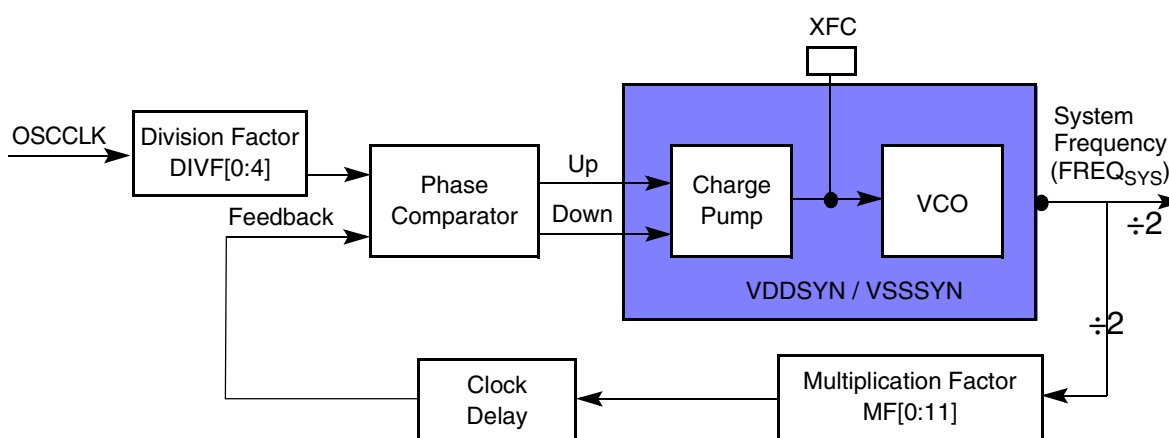 XFC
OSCCLK
Division Factor
DIVF[0:4]
System
Frequency
(FREQSYS)
Phase
Comparator
Up
Down
Charge
Pump
VCO
÷2
Feedback
VDDSYN / VSSSYN
÷2
Clock
Delay
Multiplication Factor
MF[0:11]